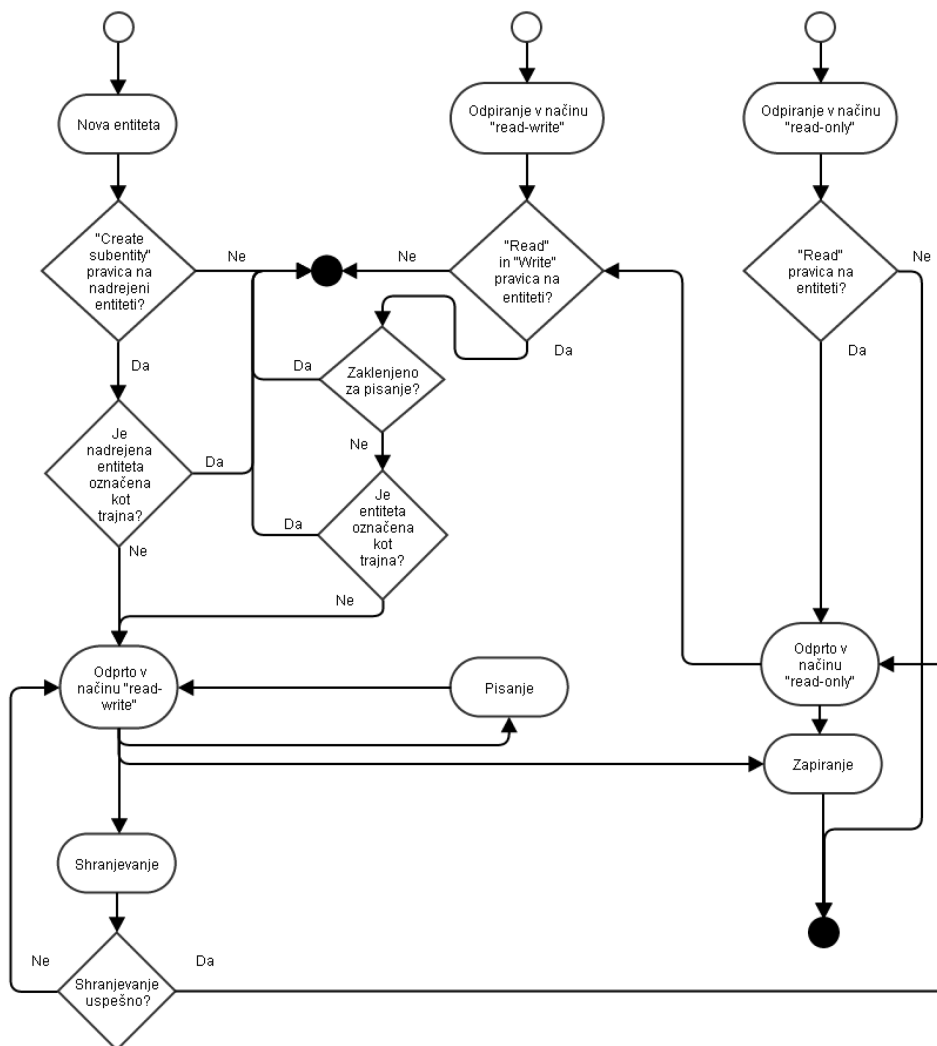 Nova entiteta
Odpiranje v načinu
"read-write"
Odpiranje v načinu
"read-only"
"Create
subentity"
pravica na
nadrejeni
entiteti?
Ne
Ne
"Read"
in "Write"
pravica na
entiteti?
"Read"
pravica na
entiteti?
Ne
Da
Da
Zaklenjeno
za pisanje?
Da
Da
Je
nadrejena
entiteta
označena
kot
trajna?
Da
Ne
Je
entiteta
označena
kot
trajna?
Da
Ne
Ne
Odprto v
načinu "read-
write"
Pisanje
Odprto v
načinu
"read-only"
Zapiranje
Shranjevanje
Ne
Da
Shranjevanje
uspešno?